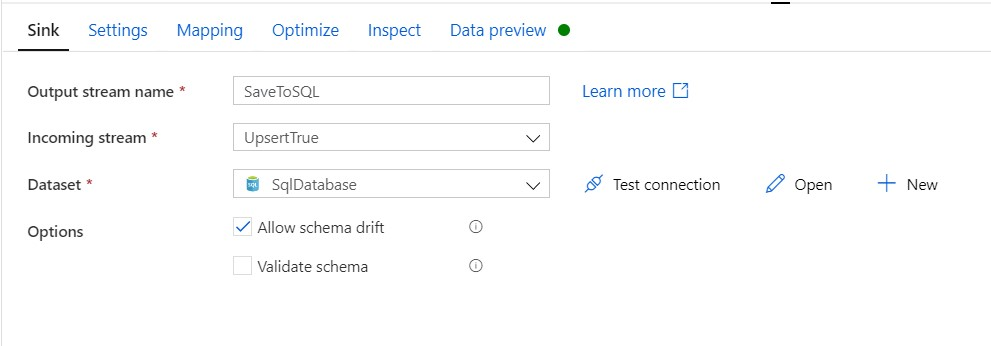 Sink Settings Mapping Optimize Inspect Data preview
Output stream name * SaveToSQL Learn more
Incoming stream * UpsertTrue
Dataset * SQL SqlDatabase Test connection Open New
Options Allow schema drift
Validate schema